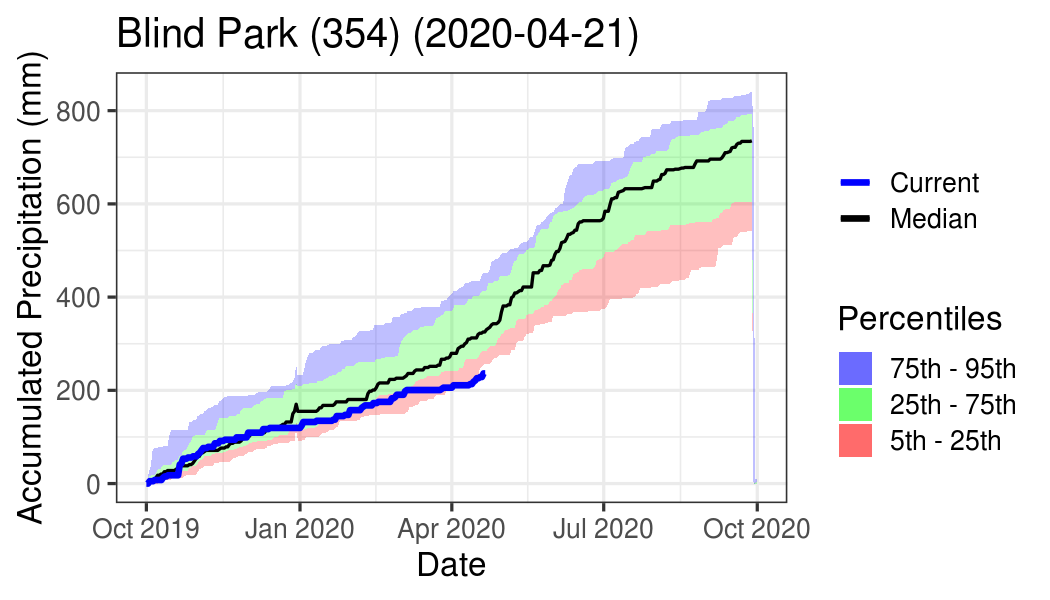 Blind Park (354) (2020-04-21)
Accumulated Precipitation (mm)
800
600
400
200
0
Oct 2019
Jan 2020
Apr 2020
Jul 2020
Oct 2020
Date
Current
Median
Percentiles
75th - 95th
25th - 75th
5th - 25th